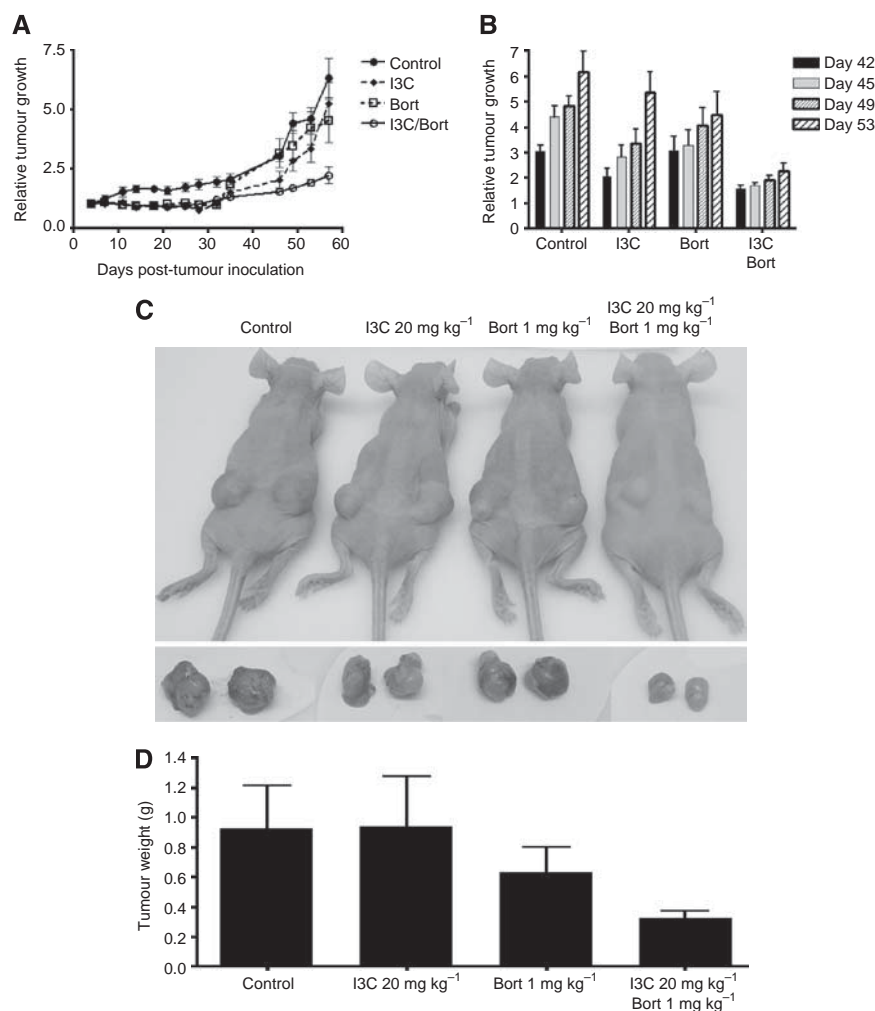 A
Relative tumour growth
7.5
5.0
2.5
0.0
0 10 20 30 40 50 60
Days post-tumour inoculation
Control
I3C
Bort
I3C/Bort
B
Relative tumour growth
7
6
5
4
3
2
1
0
Control I3C Bort I3C
Bort
Day 42
Day 45
Day 49
Day 53
C
Control I3C 20 mg kg⁻¹ Bort 1 mg kg⁻¹ I3C 20 mg kg⁻¹
Bort 1 mg kg⁻¹
D
Tumour weight (g)
1.4
1.2
1.0
0.8
0.6
0.4
0.2
0.0
Control I3C 20 mg kg⁻¹ Bort 1 mg kg⁻¹ I3C 20 mg kg⁻¹
Bort 1 mg kg⁻¹